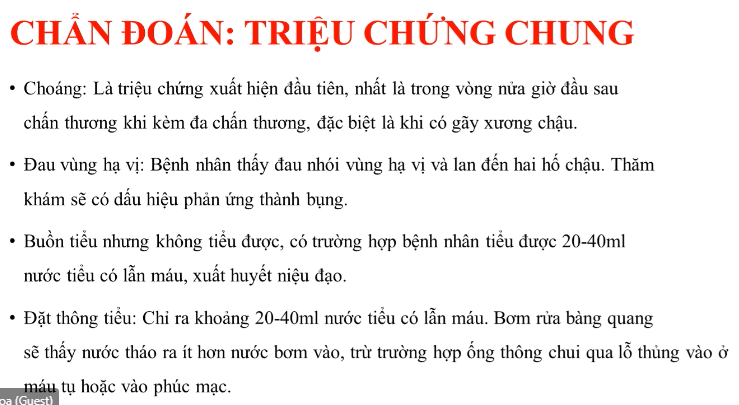 CHẨN ĐOÁN: TRIỆU CHỨNG CHUNG
• Choáng: Là triệu chứng xuất hiện đầu tiên, nhất là trong vòng nửa giờ đầu sau
chấn thương khi kèm đa chấn thương, đặc biệt là khi có gãy xương chậu.
• Đau vùng hạ vị: Bệnh nhân thấy đau nhói vùng hạ vị và lan đến hai hố chậu. Thăm
khám sẽ có dấu hiệu phản ứng thành bụng.
• Buồn tiểu nhưng không tiểu được, có trường hợp bệnh nhân tiểu được 20-40ml
nước tiểu có lẫn máu, xuất huyết niệu đạo.
• Đặt thông tiểu: Chỉ ra khoảng 20-40ml nước tiểu có lẫn máu. Bơm rửa bàng quang
sẽ thấy nước tháo ra ít hơn nước bơm vào, trừ trường hợp ống thông chui qua lỗ thủng vào ở
máu tụ hoặc vào phúc mạc.
(Guest)